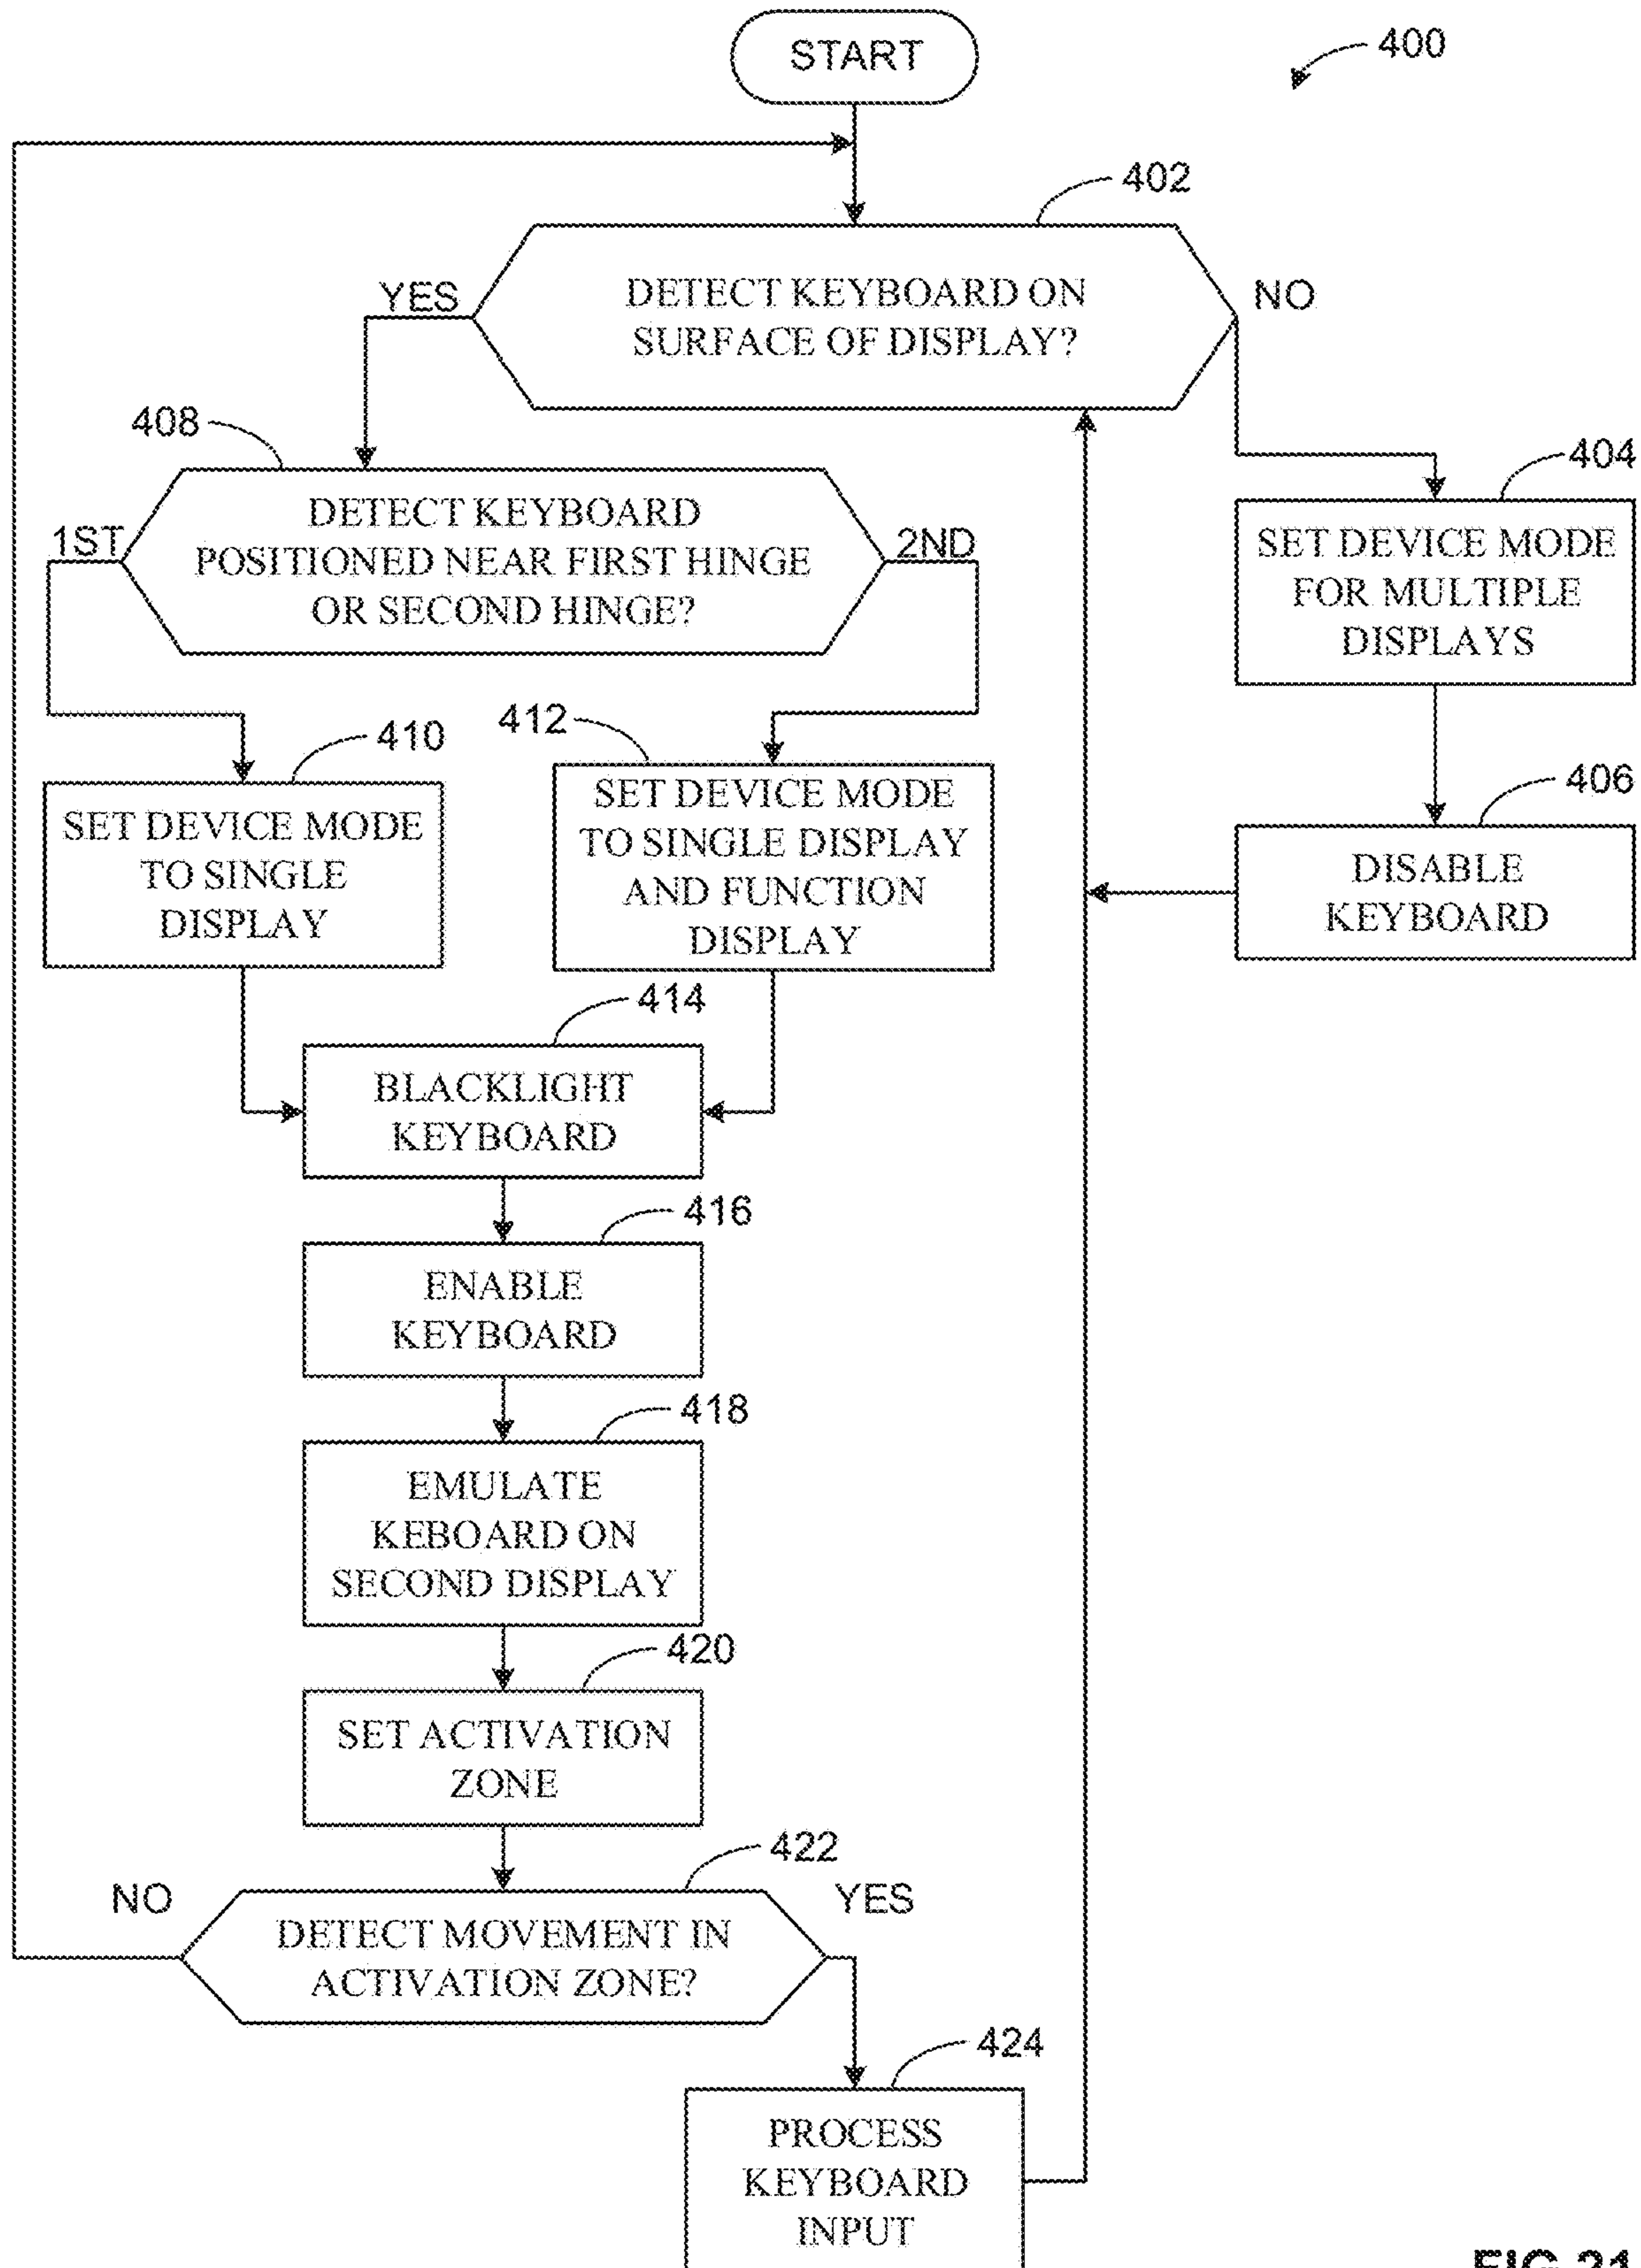 START
400
402
YES
DETECT KEYBOARD ON
SURFACE OF DISPLAY?
NO
408
404
DETECT KEYBOARD
POSITIONED NEAR FIRST HINGE
OR SECOND HINGE?
1ST
2ND
SET DEVICE MODE
FOR MULTIPLE
DISPLAYS
410
412
406
SET DEVICE MODE
TO SINGLE
DISPLAY
SET DEVICE MODE
TO SINGLE DISPLAY
AND FUNCTION
DISPLAY
DISABLE
KEYBOARD
414
BLACKLIGHT
KEYBOARD
416
ENABLE
KEYBOARD
418
EMULATE
KEBOARD ON
SECOND DISPLAY
420
SET ACTIVATION
ZONE
422
NO
YES
DETECT MOVEMENT IN
ACTIVATION ZONE?
424
PROCESS
KEYBOARD
INPUT
FIG.21